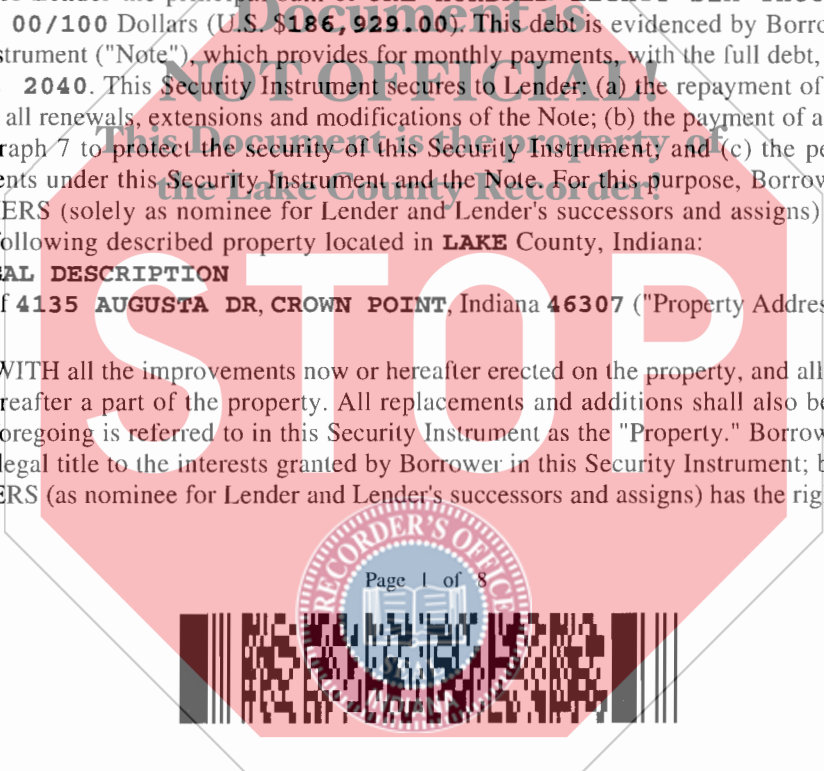 Document is
00/100 Dollars (U.S. $186,929.00). This debt is evidenced by Borro
strument ("Note"), which provides for monthly payments, with the full debt,
2040. This Security Instrument secures to Lender: (a) the repayment of
NOT OFFICIAL!
all renewals, extensions and modifications of the Note; (b) the payment of a
This Document is the property of
raph 7 to protect the security of this Security Instrument; and (c) the pe
the Lake County Recorder!
ents under this Security Instrument and the Note. For this purpose, Borrow
ERS (solely as nominee for Lender and Lender's successors and assigns)
ollowing described property located in LAKE County, Indiana:
AL DESCRIPTION
f 4135 AUGUSTA DR, CROWN POINT, Indiana 46307 ("Property Addres
STOP
WITH all the improvements now or hereafter erected on the property, and all
reafter a part of the property. All replacements and additions shall also be
oregoing is referred to in this Security Instrument as the "Property." Borrow
legal title to the interests granted by Borrower in this Security Instrument; b
ERS (as nominee for Lender and Lender's successors and assigns) has the rig
RECORDER'S OFFICE
Page 1 of 8
SEAL
INDIANA